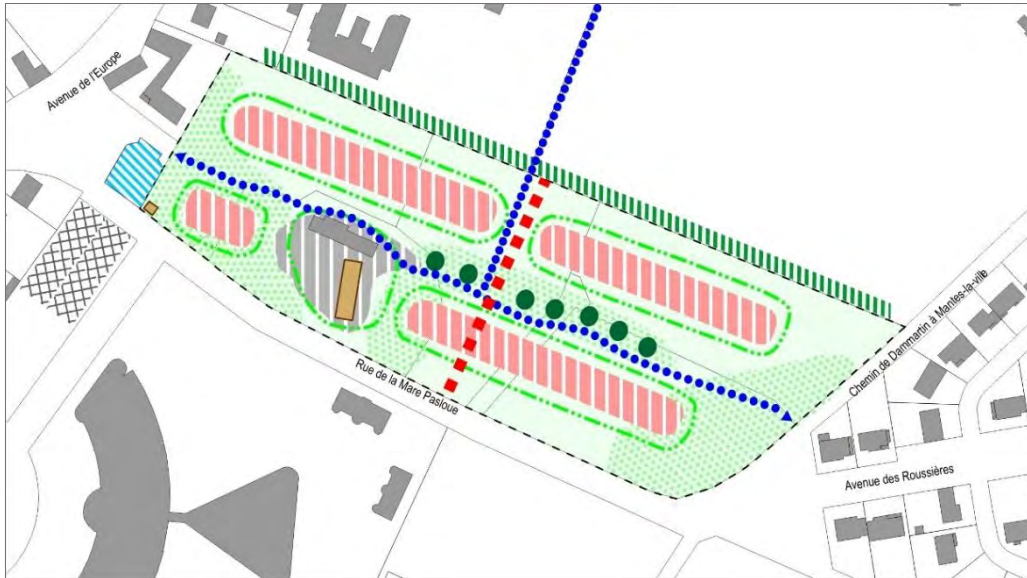 Avenue de l'Europe
Chemin de Dammartin à Mantes-la-ville
Rue de la Mare Pasloue
Avenue des Roussières